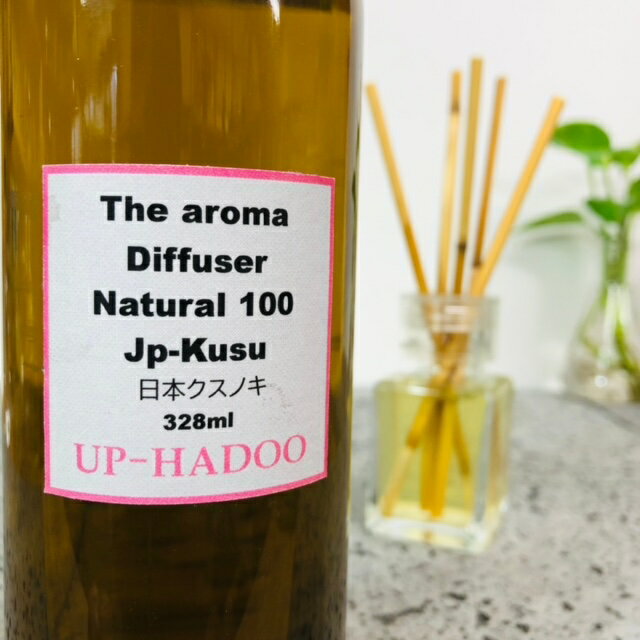 The aroma
Diffuser
Natural 100
Jp-Kusu
日本クスノキ
328ml
UP-HADOO